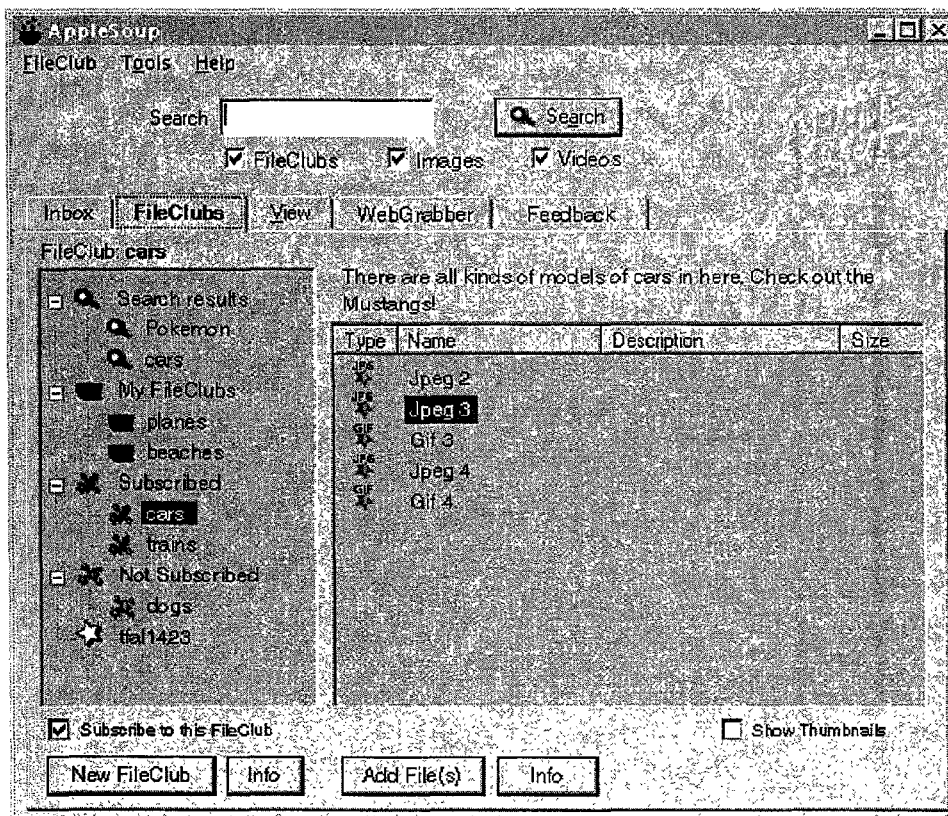 AppleSoup
FileClub Tools Help
Search Search
FileClubs Images Videos
Inbox FileClubs View WebGrabber Feedback
FileClub: cars
There are all kinds of models of cars in here. Check out the
Mustangs!
Search results
Pokemon
cars
My FileClubs
planes
beaches
Subscribed
cars
trains
Not Subscribed
dogs
Type Name Description Size
JPG Jpeg 2
JPG Jpeg 3
GIF Gif 3
JPG Jpeg 4
GIF Gif 4
Subscribe to this FileClub Show Thumbnails
New FileClub Info Add File(s) Info